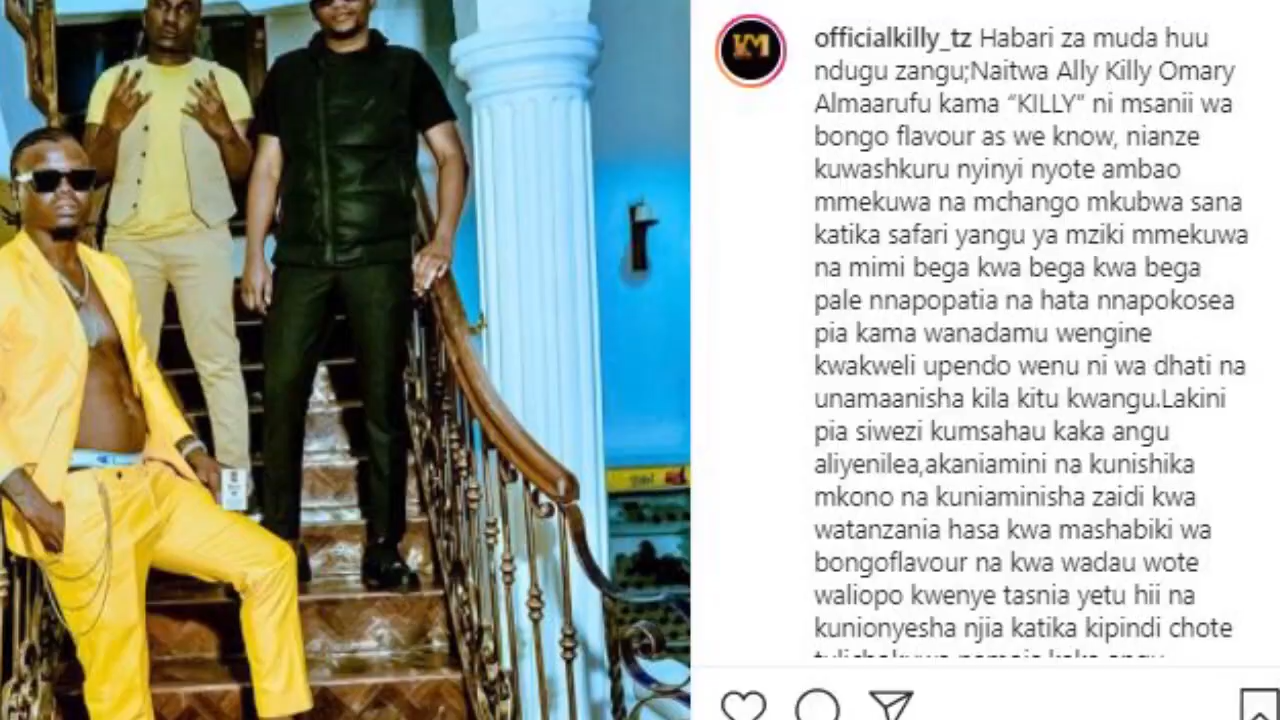 KM
officialkilly_tz Habari za muda huu
ndugu zangu;Naitwa Ally Killy Omary
Almaarufu kama “KILLY” ni msanii wa
bongo flavour as we know, nianze
kuwashkuru nyinyi nyote ambao
mmekuwa na mchango mkubwa sana
katika safari yangu ya mziki mmekuwa
na mimi bega kwa bega kwa bega
pale nnapopatia na hata nnapokosea
pia kama wanadamu wengine
kwakweli upendo wenu ni wa dhati na
unamaanisha kila kitu kwangu.Lakini
pia siwezi kumsahau kaka angu
aliyenilea,akaniamini na kunishika
mkono na kuniaminisha zaidi kwa
watanzania hasa kwa mashabiki wa
bongoflavour na kwa wadau wote
waliopo kwenye tasnia yetu hii na
kunionyesha njia katika kipindi chote